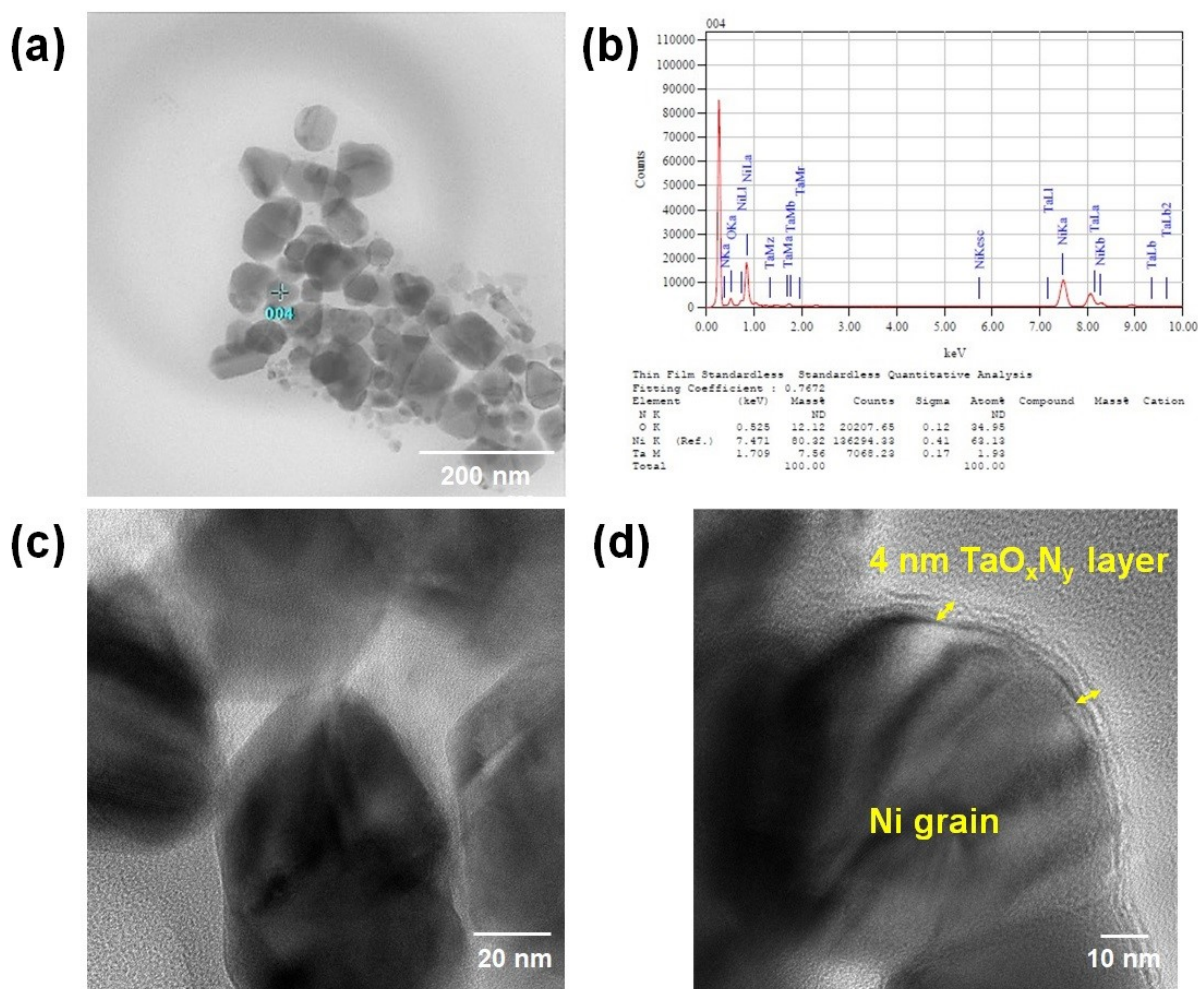 (a)
004
200 nm
(b)
004
110000
100000
90000
80000
70000
60000
50000
40000
30000
20000
10000
0
Counts
NKa
OKa
NiLl
NiLa
TaMz
TaMa
TaMb
TaMr
NiKesc
TaLl
NiKa
TaLa
NiKb
TaLb
TaLb2
0.00 1.00 2.00 3.00 4.00 5.00 6.00 7.00 8.00 9.00 10.00
keV
Thin Film Standardless Standardless Quantitative Analysis
Fitting Coefficient : 0.7672
Element (keV) Mass% Counts Sigma Atom% Compound Mass% Cation
N K ND ND
O K 0.525 12.12 20207.65 0.12 34.95
Ni K (Ref.) 7.471 80.32 136294.33 0.41 63.13
Ta M 1.709 7.56 7068.23 0.17 1.93
Total 100.00 100.00
(c)
20 nm
(d)
4 nm TaOxNy layer
Ni grain
10 nm